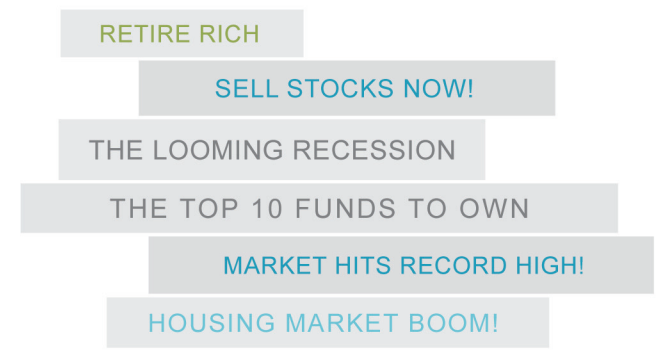 RETIRE RICH
SELL STOCKS NOW!
THE LOOMING RECESSION
THE TOP 10 FUNDS TO OWN
MARKET HITS RECORD HIGH!
HOUSING MARKET BOOM!